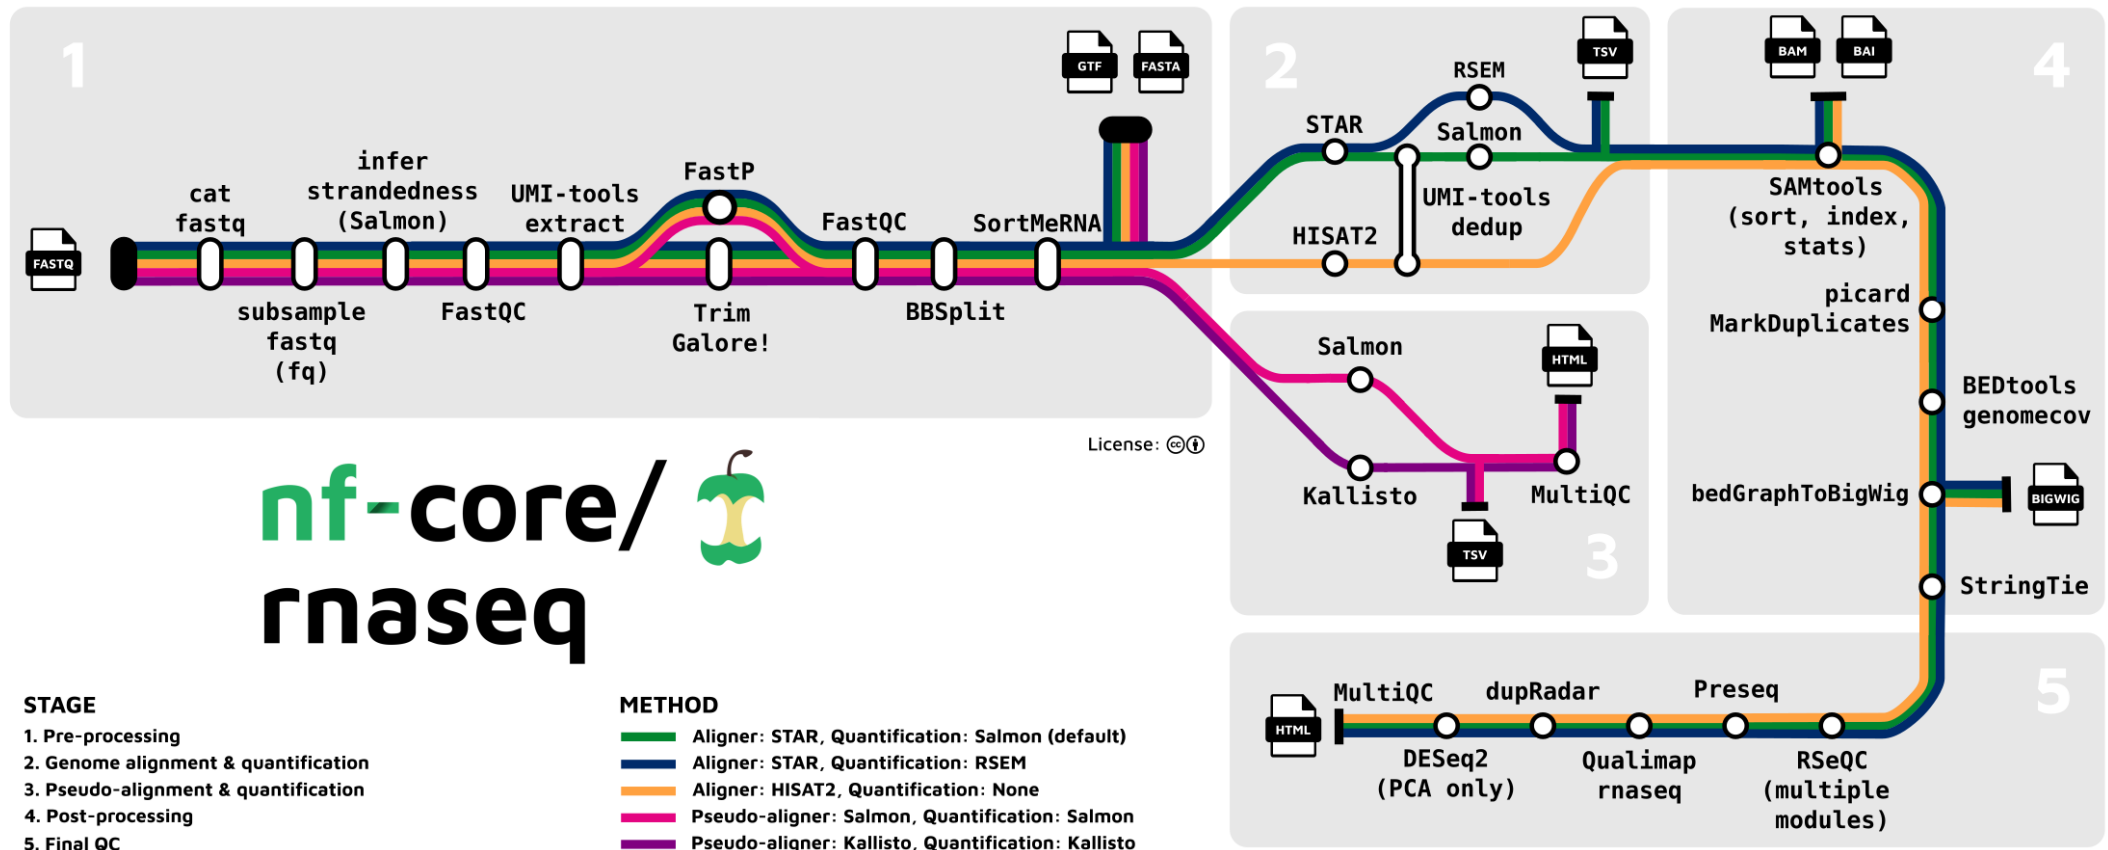 1
GTF
FASTA
infer
strandedness
(Salmon)
cat
fastq
UMI-tools
extract
FastP
FastQC
SortMeRNA
FASTQ
subsample
fastq
(fq)
FastQC
Trim
Galore!
BBSplit
2
TSV
RSEM
STAR
Salmon
UMI-tools
dedup
HISAT2
HTML
Salmon
Kallisto
MultiQC
TSV
3
BAM
BAI
4
SAMtools
(sort, index,
stats)
picard
MarkDuplicates
BEDtools
genomecov
bedGraphToBigWig
BIGWIG
StringTie
License: cc
nf-core/
rnaseq
5
HTML
MultiQC
dupRadar
Preseq
DESeq2
(PCA only)
Qualimap
rnaseq
RSeQC
(multiple
modules)
STAGE
1. Pre-processing
2. Genome alignment & quantification
3. Pseudo-alignment & quantification
4. Post-processing
5. Final QC
METHOD
Aligner: STAR, Quantification: Salmon (default)
Aligner: STAR, Quantification: RSEM
Aligner: HISAT2, Quantification: None
Pseudo-aligner: Salmon, Quantification: Salmon
Pseudo-aligner: Kallisto, Quantification: Kallisto